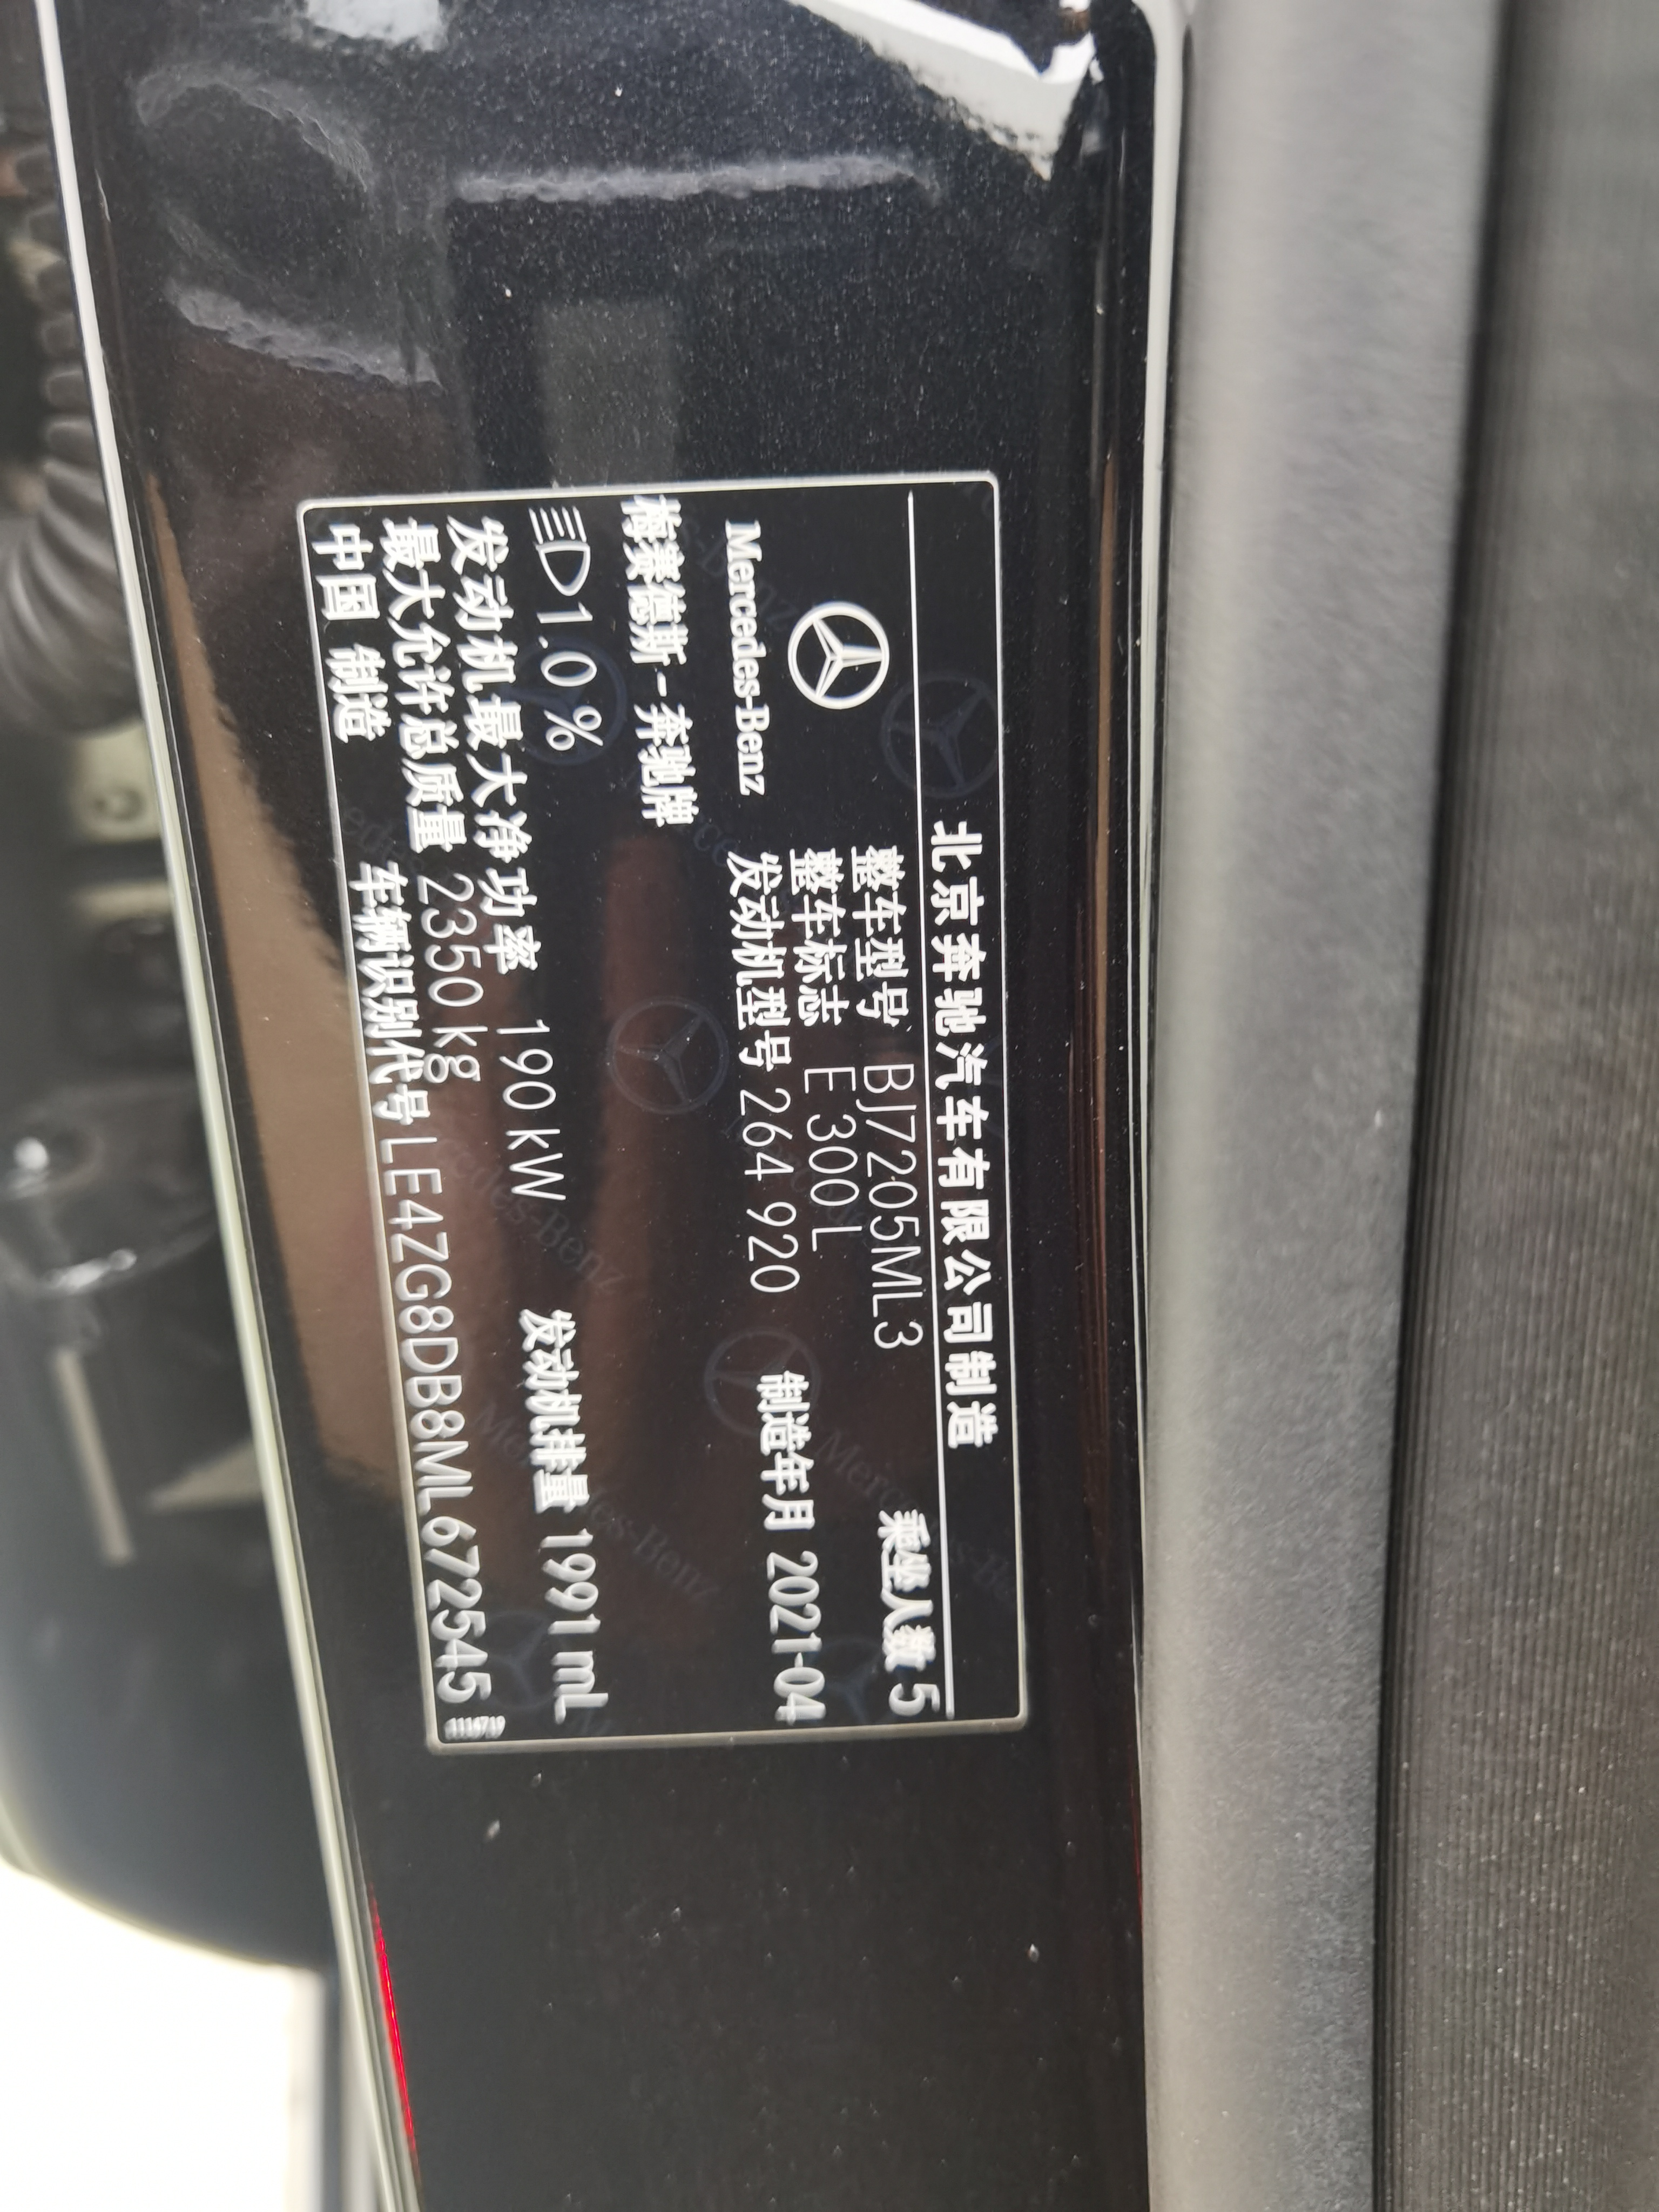 北京奔驰汽车有限公司制造
整车型号 BJ7205ML3 乘坐人数 5
整车标志 E 300 L
Mercedes-Benz 发动机型号 264 920 制造年月 2021-04
梅赛德斯-奔驰牌
1.0 %
发动机最大净功率 190 kW 发动机排量 1991 mL
最大允许总质量 2350 kg
中国 制造 车辆识别代号 LE4ZG8DB8ML672545